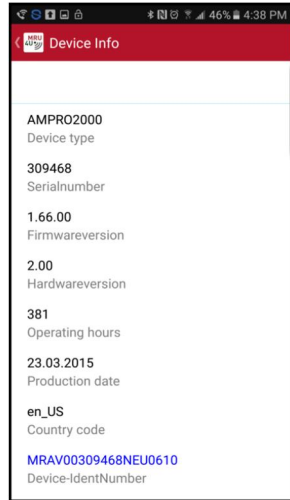 46% 4:38 PM
MRU
4U
Device Info
AMPRO2000
Device type
309468
Serialnumber
1.66.00
Firmwareversion
2.00
Hardwareversion
381
Operating hours
23.03.2015
Production date
en_US
Country code
MRAV00309468NEU0610
Device-IdentNumber